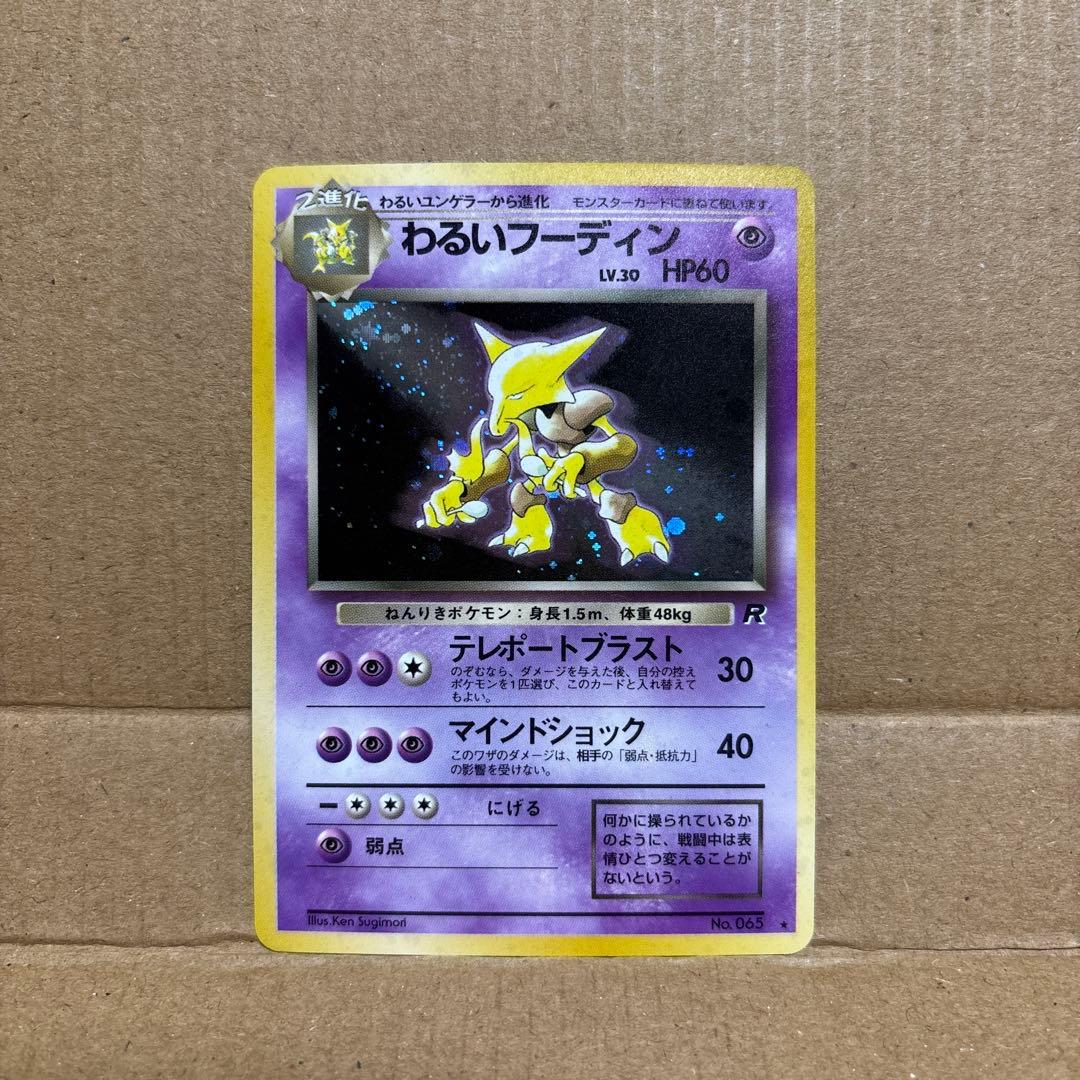 2進化 わるいユンゲラーから進化 モンスターカードに重ねて使います。
わるいフーディン
LV.30 HP60
ねんりきポケモン：身長1.5m、体重48kg R
テレポートブラスト 30
のぞむなら、ダメージを与えた後、自分の控え
ポケモンを1匹選び、このカードと入れ替えて
もよい。
マインドショック 40
このワザのダメージは、相手の「弱点・抵抗力」
の影響を受けない。
ー にげる
弱点
何かに操られているか
のように、戦闘中は表
情ひとつ変えることが
ないという。
Illus.Ken Sugimori No. 065 ★